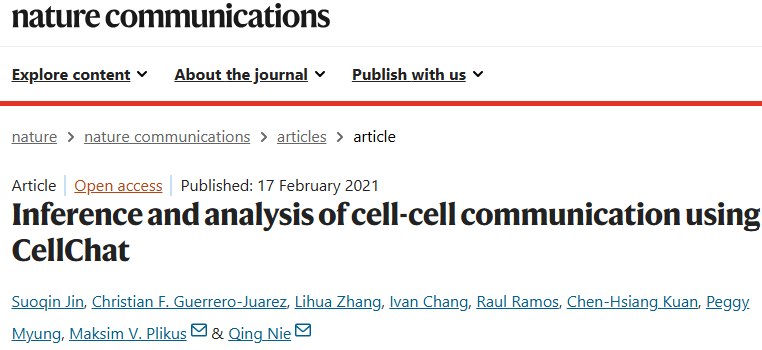 nature communications
Explore content About the journal Publish with us
nature > nature communications > articles > article
Article Open access Published: 17 February 2021
Inference and analysis of cell-cell communication using
CellChat
Suoqin Jin, Christian F. Guerrero-Juarez, Lihua Zhang, Ivan Chang, Raul Ramos, Chen-Hsiang Kuan, Peggy
Myung, Maksim V. Plikus & Qing Nie